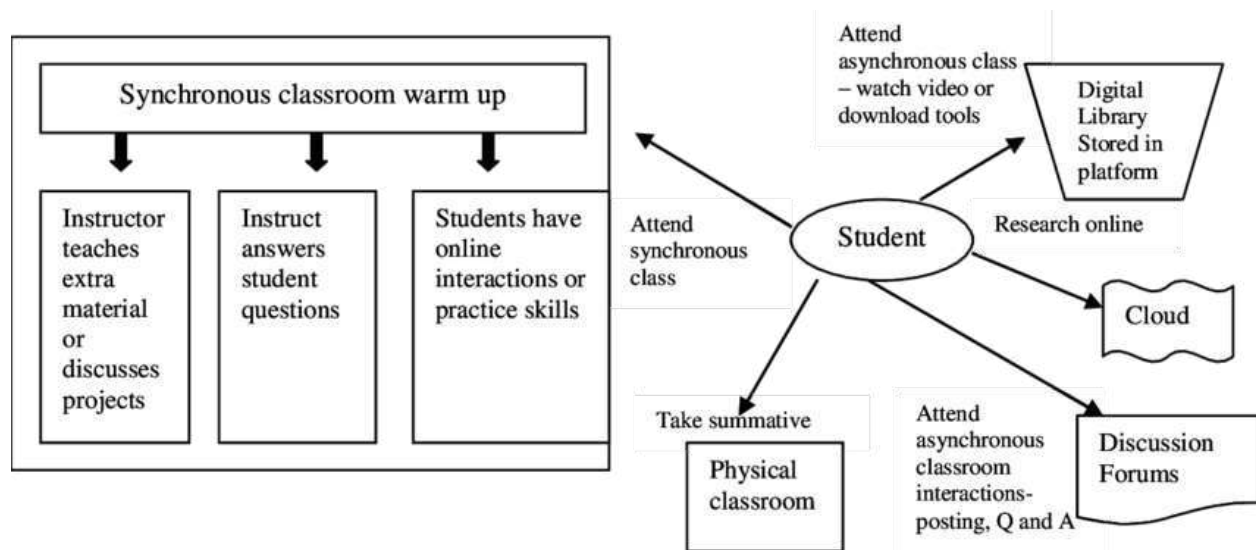 Synchronous classroom warm up
Instructor
teaches
extra
material
or
discusses
projects
Instruct
answers
student
questions
Students have
online
interactions or
practice skills
Attend
synchronous
class
Student
Attend
asynchronous class
– watch video or
download tools
Digital
Library
Stored in
platform
Research online
Cloud
Take summative
Physical
classroom
Attend
asynchronous
classroom
interactions-
posting, Q and A
Discussion
Forums